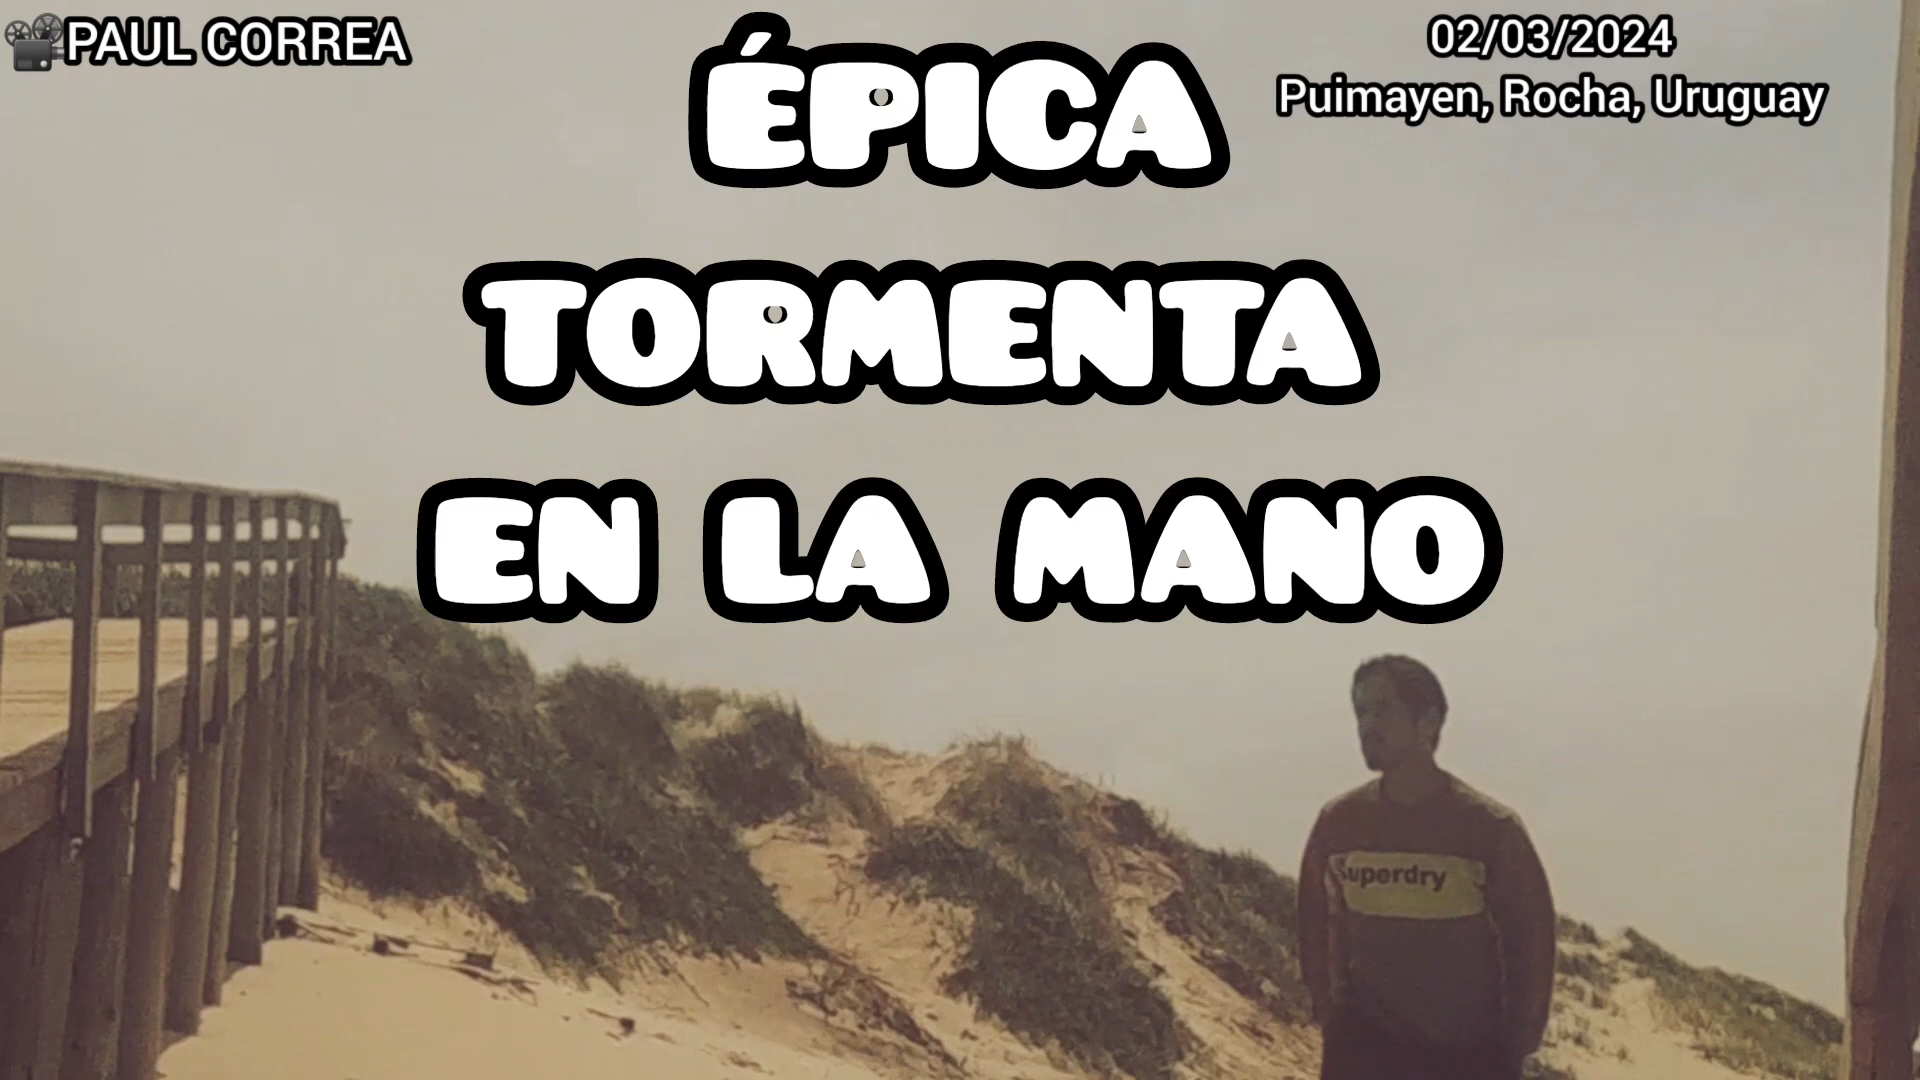 PAUL CORREA
02/03/2024
Puimayen, Rocha, Uruguay
ÉPICA
TORMENTA
EN LA MANO
Superdry